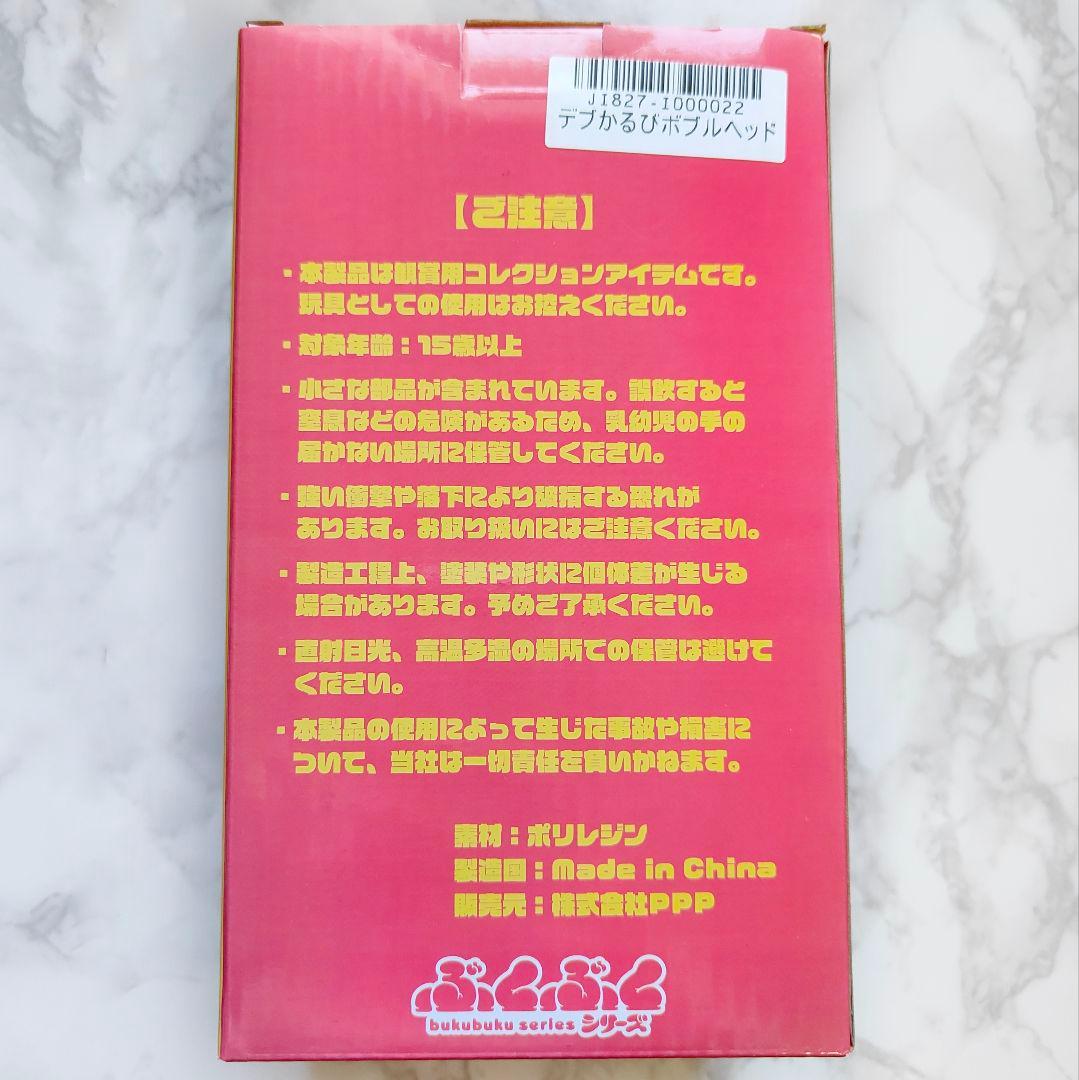 JI827-I000022
デブかるびボブルヘッド
【ご注意】
・本製品は観賞用コレクションアイテムです。
玩具としての使用はお控えください。
・対象年齢：15歳以上
・小さな部品が含まれています。誤飲すると
窒息などの危険があるため、乳幼児の手の
届かない場所に保管してください。
・強い衝撃や落下により破損する恐れが
あります。お取り扱いにはご注意ください。
・製造工程上、塗装や形状に個体差が生じる
場合があります。予めご了承ください。
・直射日光、高温多湿の場所での保管は避けて
ください。
・本製品の使用によって生じた事故や損害に
ついて、当社は一切責任を負いかねます。
素材：ポリレジン
製造国：Made in China
販売元：株式会社PPP
ぶくぶく
bukubuku series シリーズ